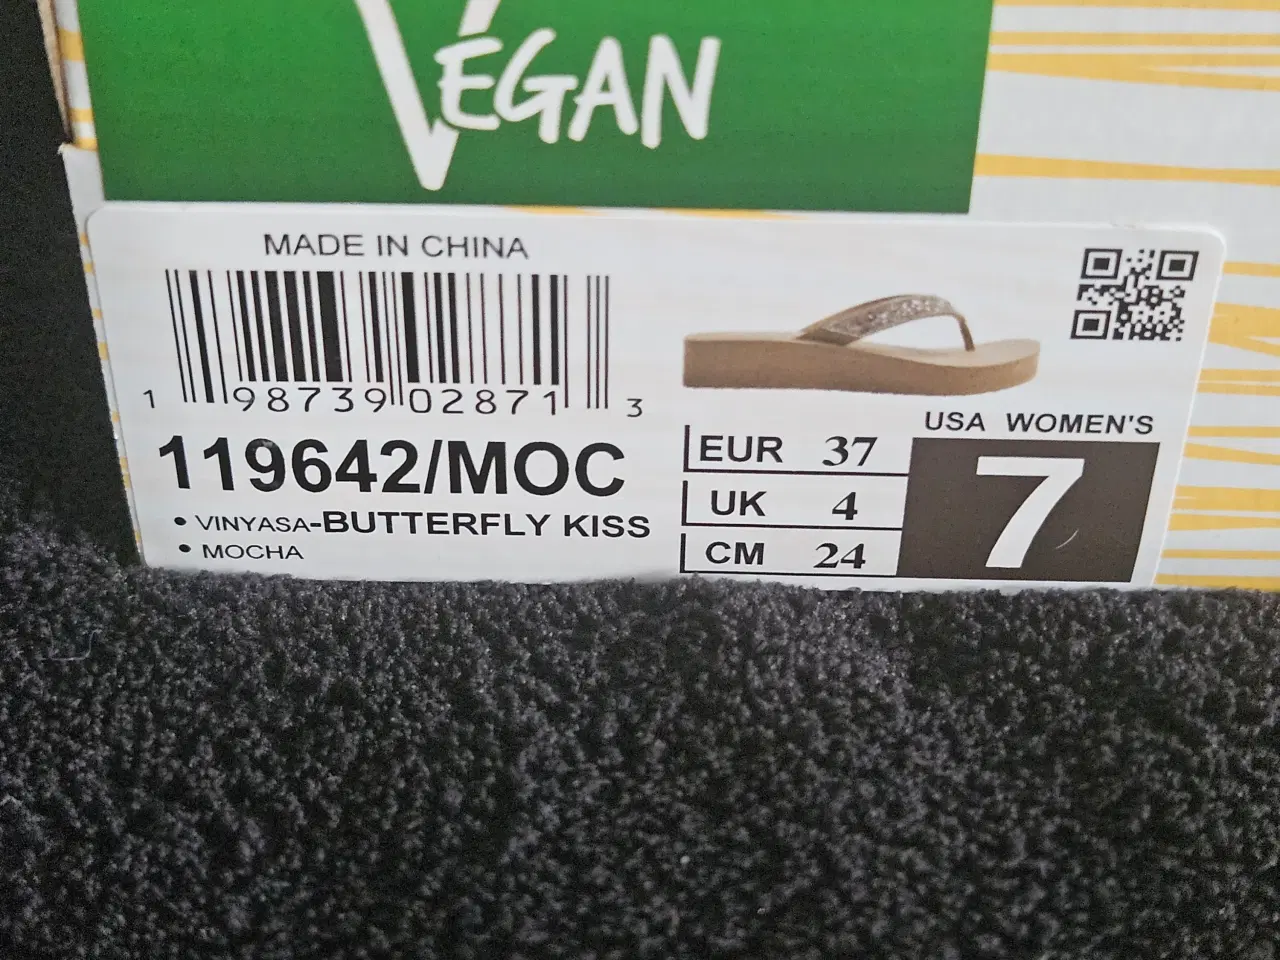 VEGAN
MADE IN CHINA
1 98739 02871 3
119642/MOC
• VINYASA-BUTTERFLY KISS
• MOCHA
USA WOMEN'S
7
EUR 37
UK 4
CM 24